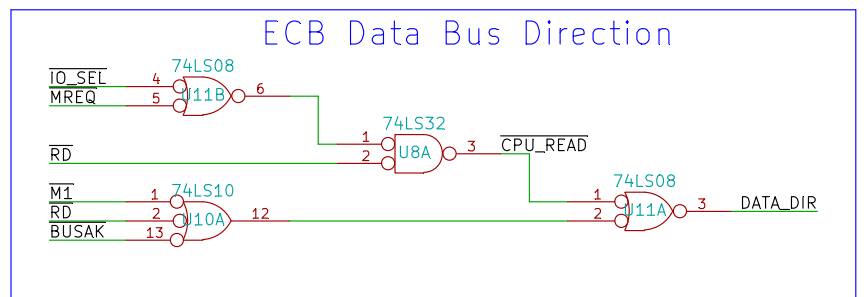 ECB Data Bus Direction
74LS08
IO_SEL 4
U11B 6
MREQ 5
74LS32
1
U8A 3 CPU_READ
RD 2
74LS10
74LS08
M1 1
1
RD 2
U10A 12
2
U11A 3 DATA_DIR
BUSAK 13